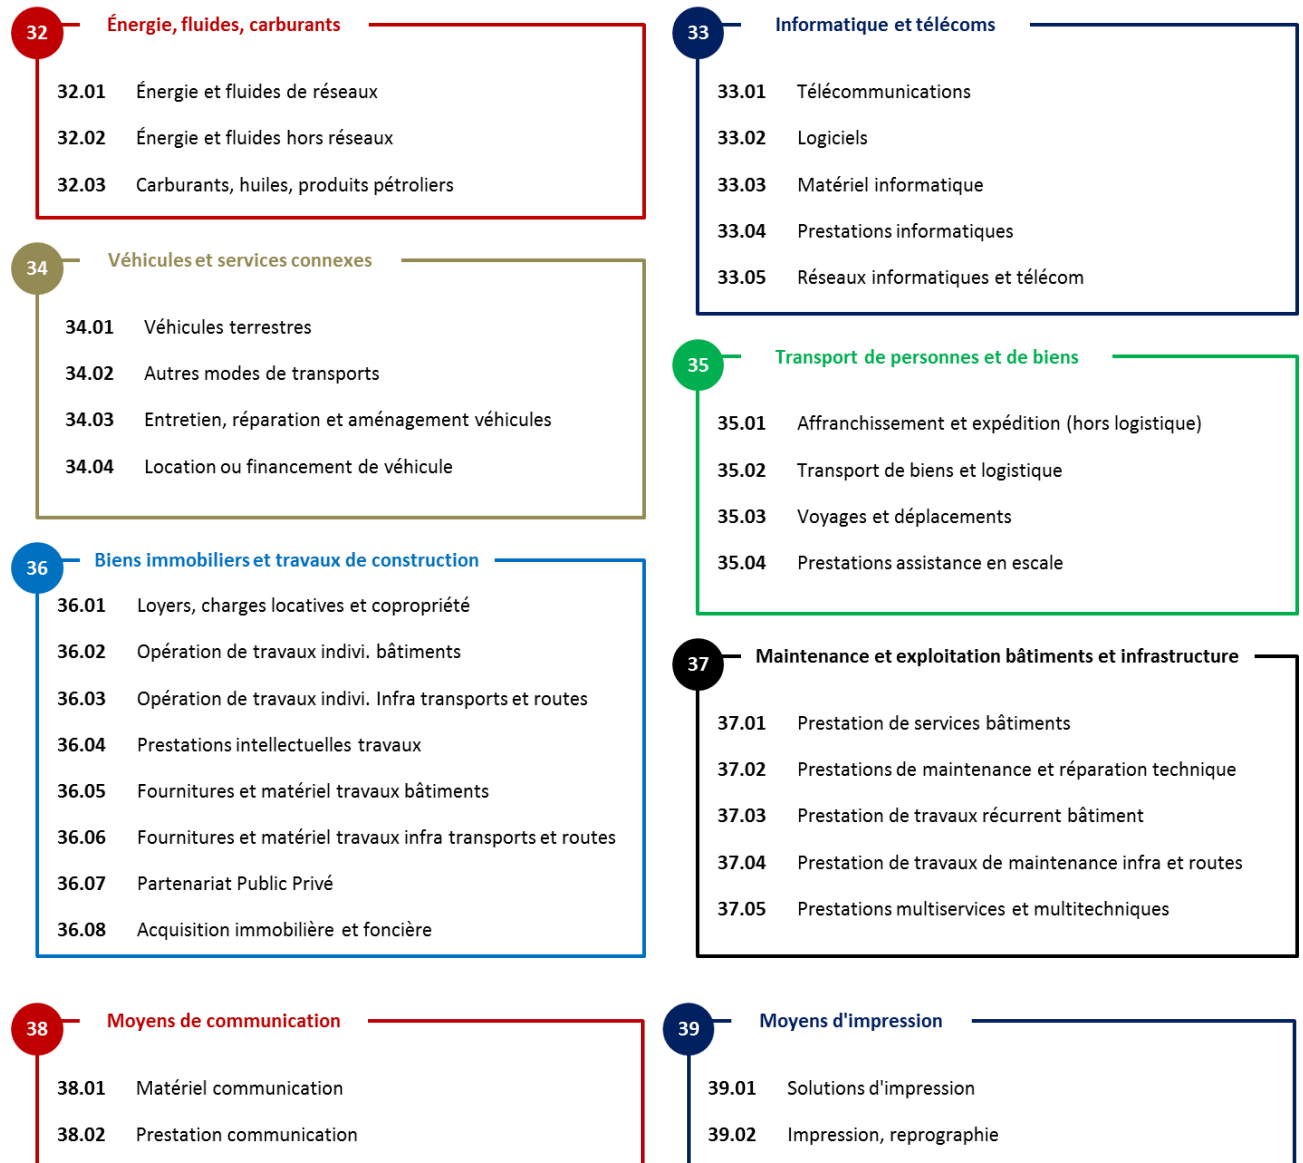 32 Énergie, fluides, carburants
32.01 Énergie et fluides de réseaux
32.02 Énergie et fluides hors réseaux
32.03 Carburants, huiles, produits pétroliers
33 Informatique et télécoms
33.01 Télécommunications
33.02 Logiciels
33.03 Matériel informatique
33.04 Prestations informatiques
33.05 Réseaux informatiques et télécom
34 Véhicules et services connexes
34.01 Véhicules terrestres
34.02 Autres modes de transports
34.03 Entretien, réparation et aménagement véhicules
34.04 Location ou financement de véhicule
35 Transport de personnes et de biens
35.01 Affranchissement et expédition (hors logistique)
35.02 Transport de biens et logistique
35.03 Voyages et déplacements
35.04 Prestations assistance en escale
36 Biens immobiliers et travaux de construction
36.01 Loyers, charges locatives et copropriété
36.02 Opération de travaux indivi. bâtiments
36.03 Opération de travaux indivi. Infra transports et routes
36.04 Prestations intellectuelles travaux
36.05 Fournitures et matériel travaux bâtiments
36.06 Fournitures et matériel travaux infra transports et routes
36.07 Partenariat Public Privé
36.08 Acquisition immobilière et foncière
37 Maintenance et exploitation bâtiments et infrastructure
37.01 Prestation de services bâtiments
37.02 Prestations de maintenance et réparation technique
37.03 Prestation de travaux récurrent bâtiment
37.04 Prestation de travaux de maintenance infra et routes
37.05 Prestations multiservices et multitechniques
38 Moyens de communication
38.01 Matériel communication
38.02 Prestation communication
39 Moyens d'impression
39.01 Solutions d'impression
39.02 Impression, reprographie